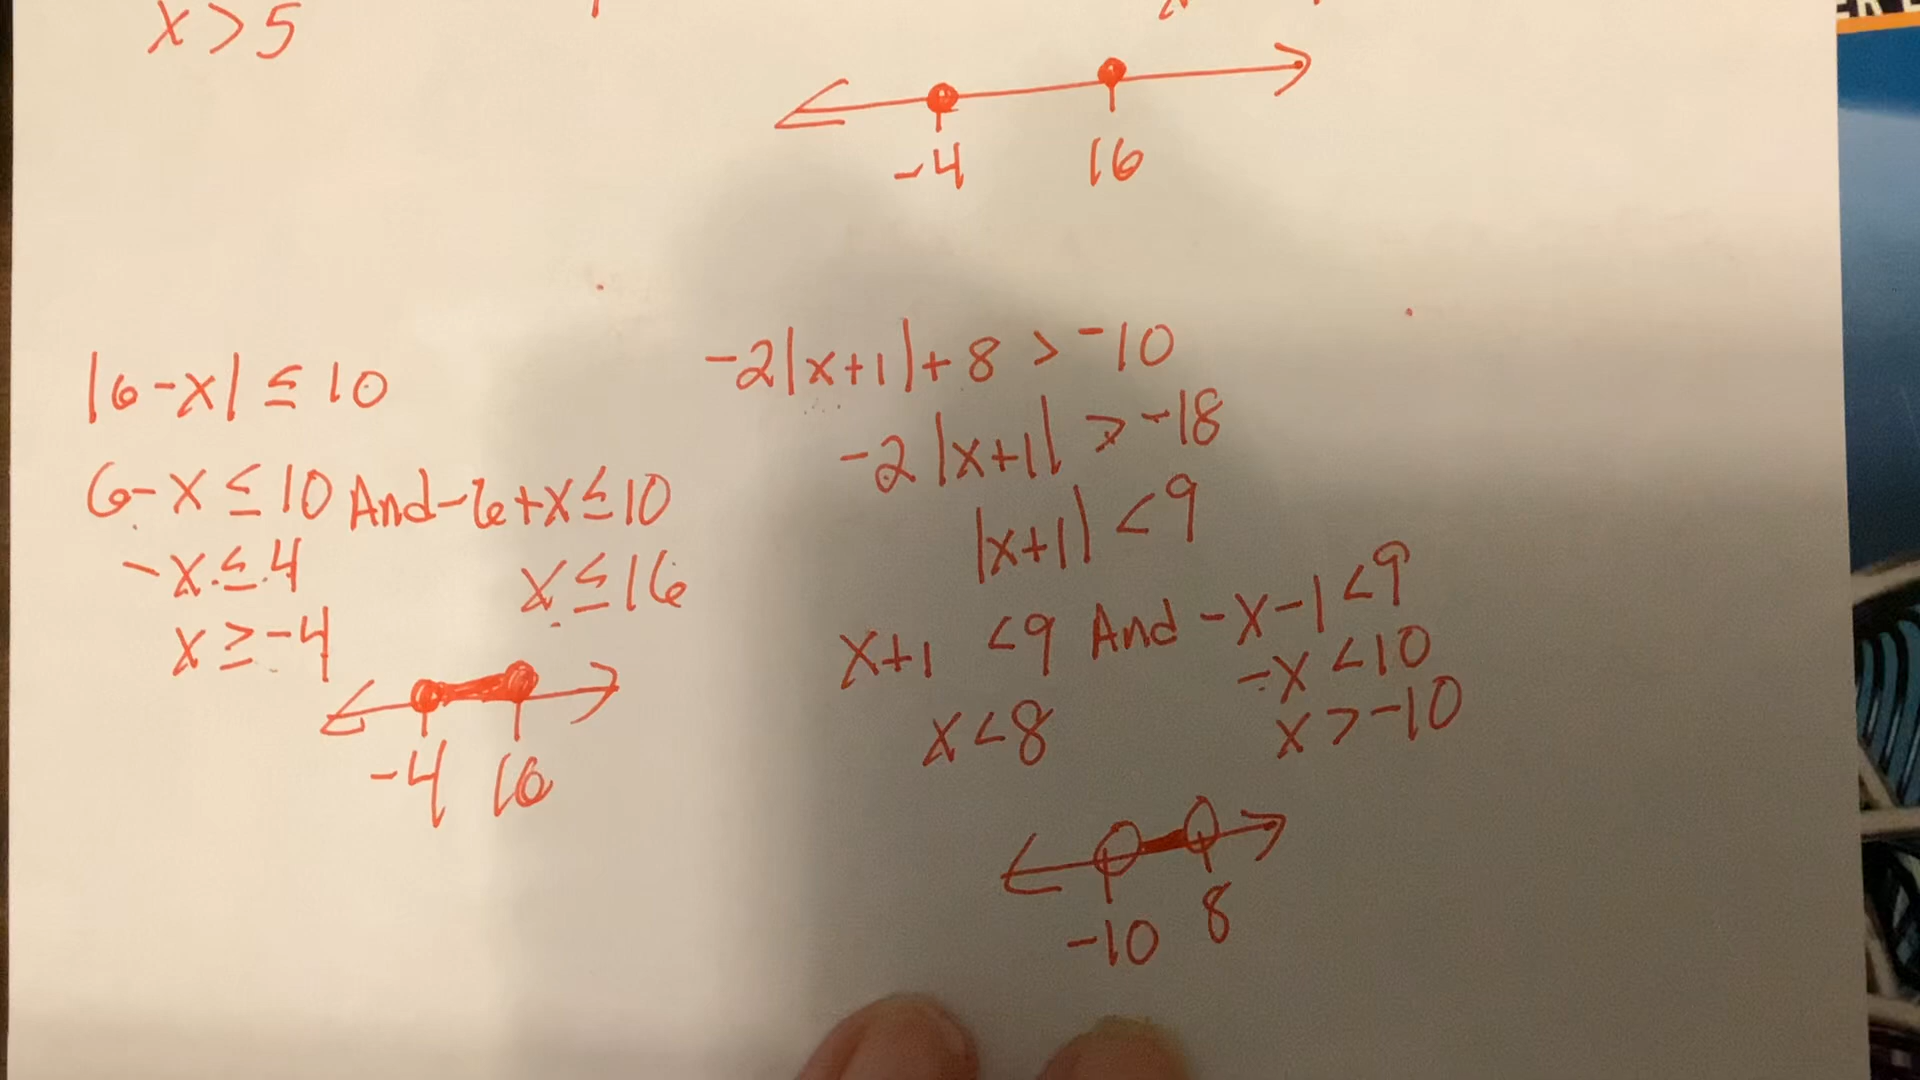 x > 5
-4 16
|6-x| ≤ 10
6-x ≤ 10 And -6+x ≤ 10
-x ≤ 4 x ≤ 16
x ≥ -4
-4 16
-2|x+1|+8 > -10
-2|x+1| > -18
|x+1| < 9
x+1 < 9 And -x-1 < 9
-x < 10
x < 8 x > -10
-10 8